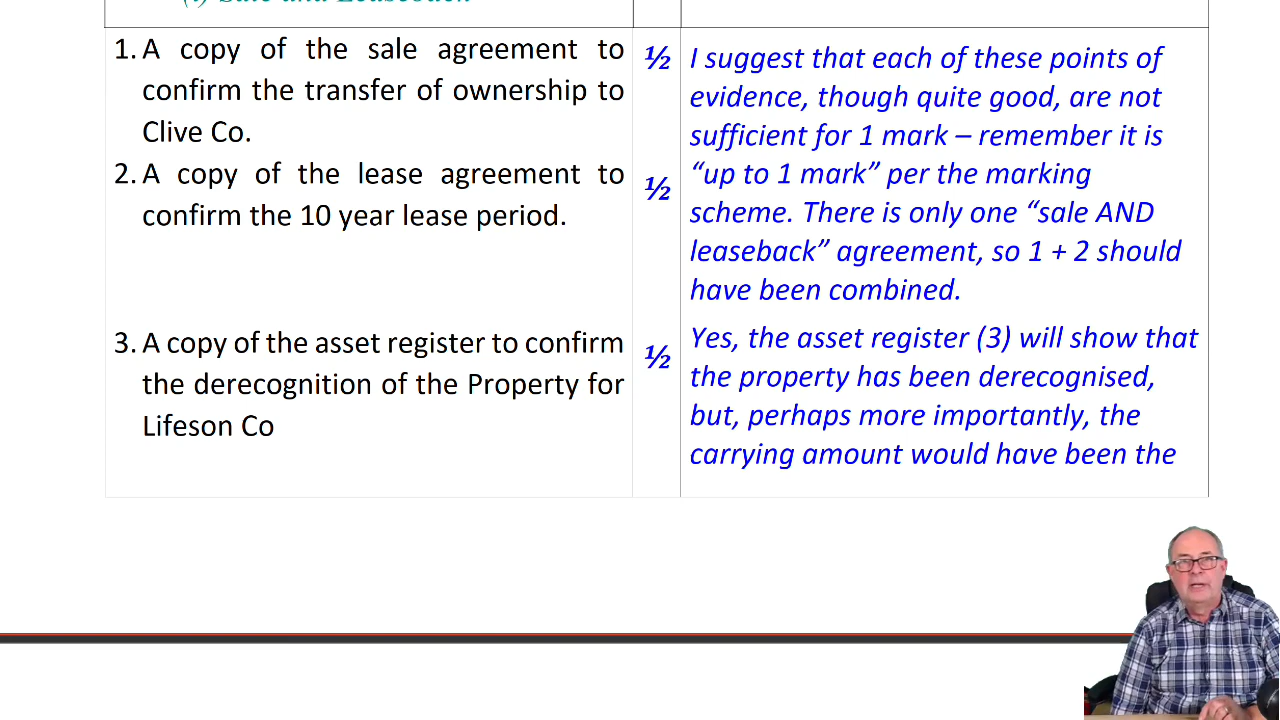 (i) Sale and Leaseback
1. A copy of the sale agreement to
confirm the transfer of ownership to
Clive Co.
½
2. A copy of the lease agreement to
confirm the 10 year lease period.
½
I suggest that each of these points of
evidence, though quite good, are not
sufficient for 1 mark – remember it is
“up to 1 mark” per the marking
scheme. There is only one “sale AND
leaseback” agreement, so 1 + 2 should
have been combined.
3. A copy of the asset register to confirm
the derecognition of the Property for
Lifeson Co
½
Yes, the asset register (3) will show that
the property has been derecognised,
but, perhaps more importantly, the
carrying amount would have been the